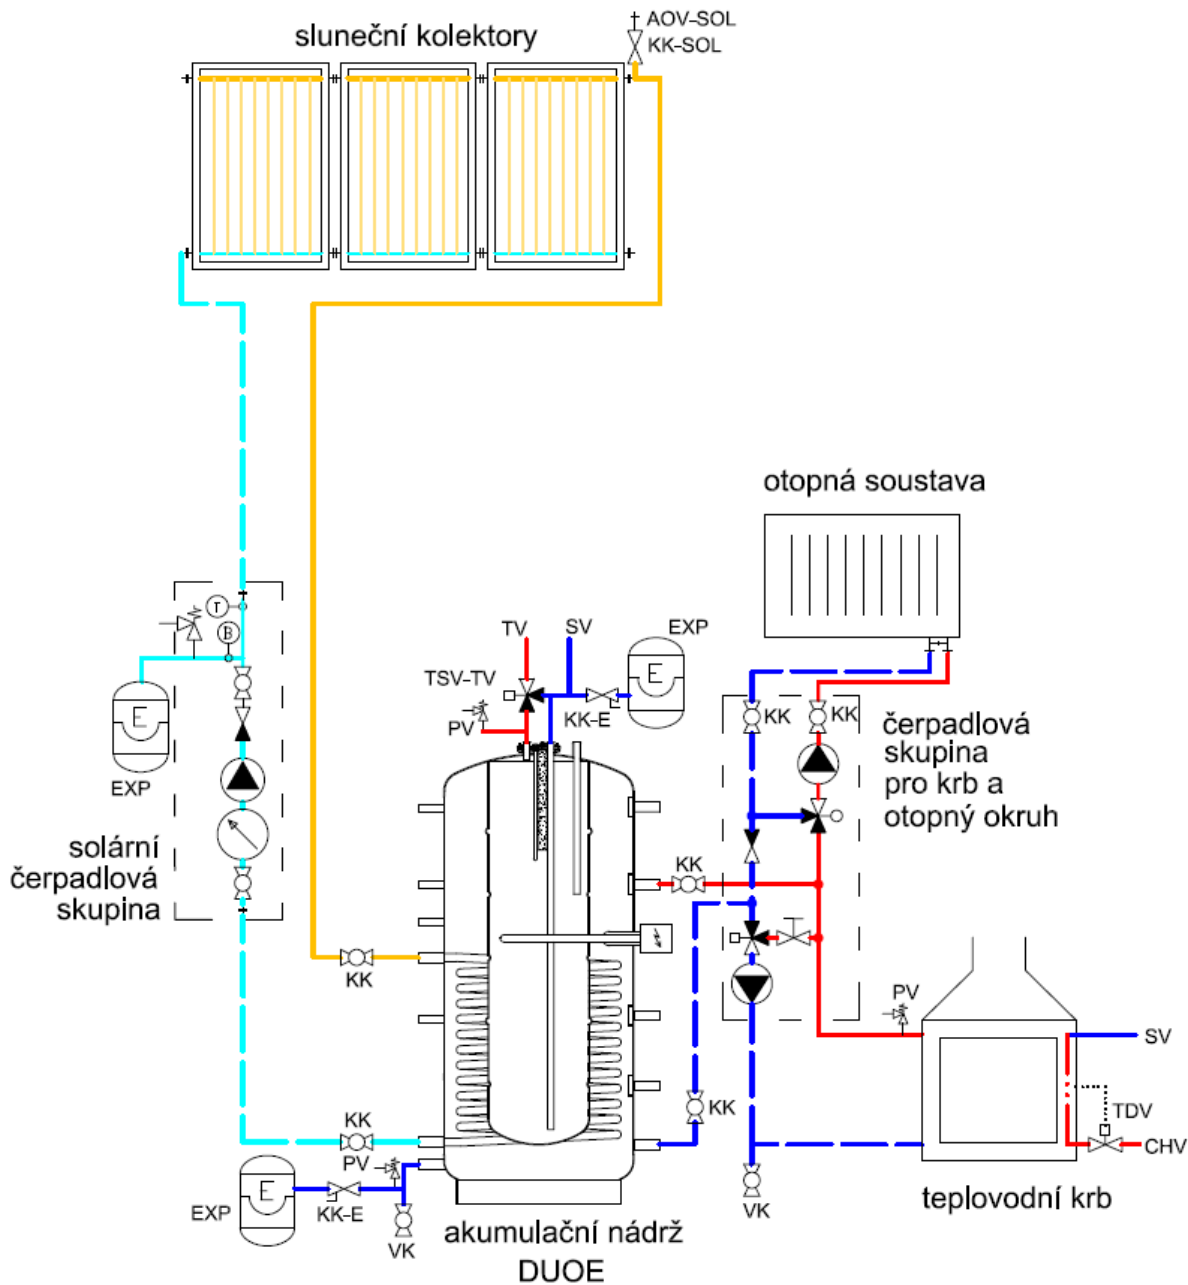 AOV-SOL
sluneční kolektory
KK-SOL
otopná soustava
T
B
TV
SV
EXP
E
TSV-TV
PV
KK-E
E
EXP
KK
KK
čerpadlová
skupina
pro krb a
otopný okruh
solární
čerpadlová
skupina
KK
KK
PV
SV
KK
TDV
CHV
KK
PV
E
EXP
KK-E
VK
VK
teplovodní krb
akumulační nádrž
DUOE